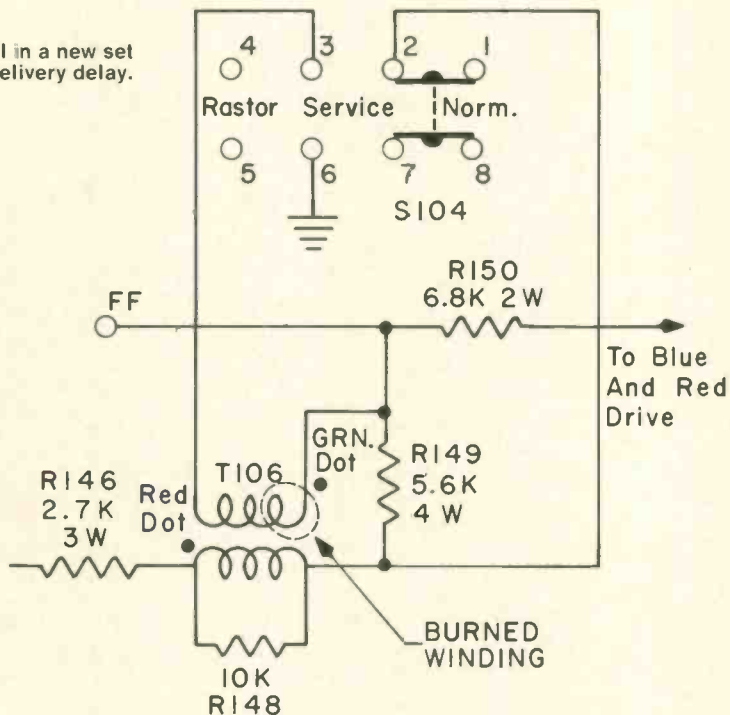 l in a new set
elivery delay.
4 3 2 1
Rastor Service Norm.
5 6 7 8
S104
R150
6.8K 2W
FF
To Blue
And Red
Drive
GRN.
Dot
R149
5.6K
4 W
T106
R146
2.7K
3 W
Red
Dot
BURNED
WINDING
10K
R148